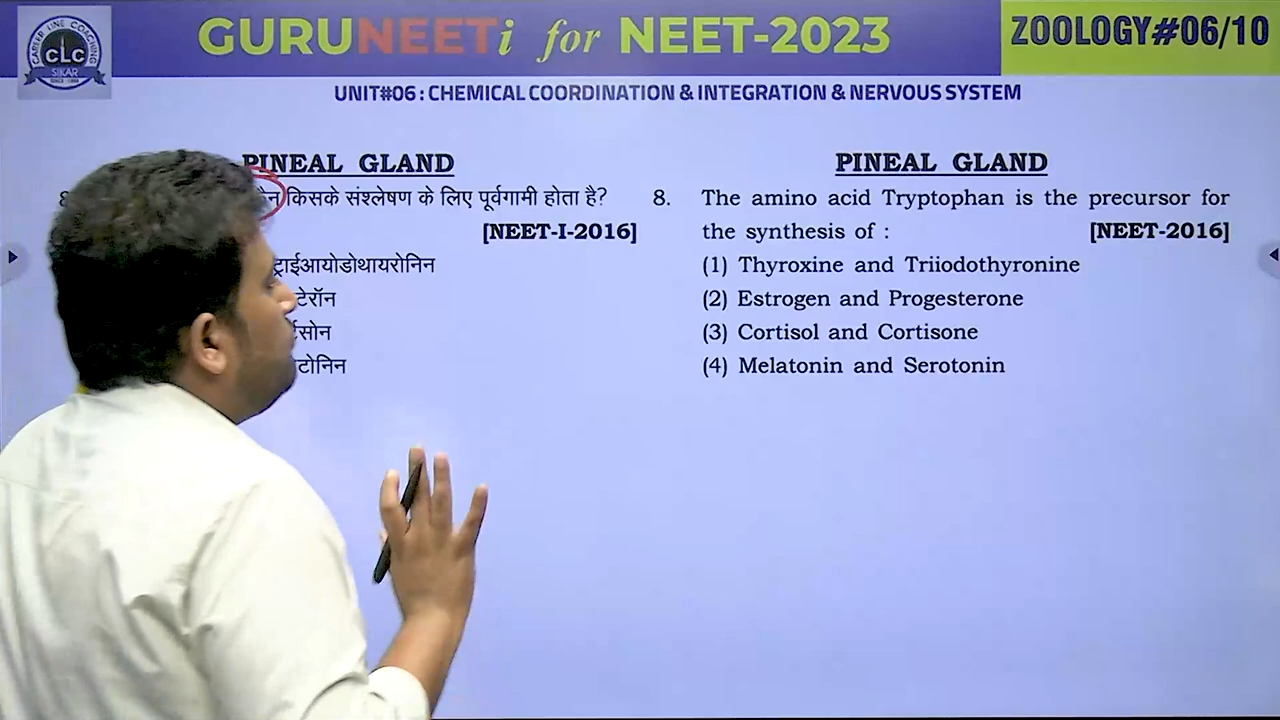 CAREER LINE COACHING
CLC
SIKAR
GURUNEETi for NEET-2023
ZOOLOGY#06/10
UNIT#06 : CHEMICAL COORDINATION & INTEGRATION & NERVOUS SYSTEM
PINEAL GLAND
किसके संश्लेषण के लिए पूर्वगामी होता है?
[NEET-I-2016]
ट्राईआयोडोथायरोनिन
PINEAL GLAND
8. The amino acid Tryptophan is the precursor for
the synthesis of : [NEET-2016]
(1) Thyroxine and Triiodothyronine
(2) Estrogen and Progesterone
(3) Cortisol and Cortisone
(4) Melatonin and Serotonin